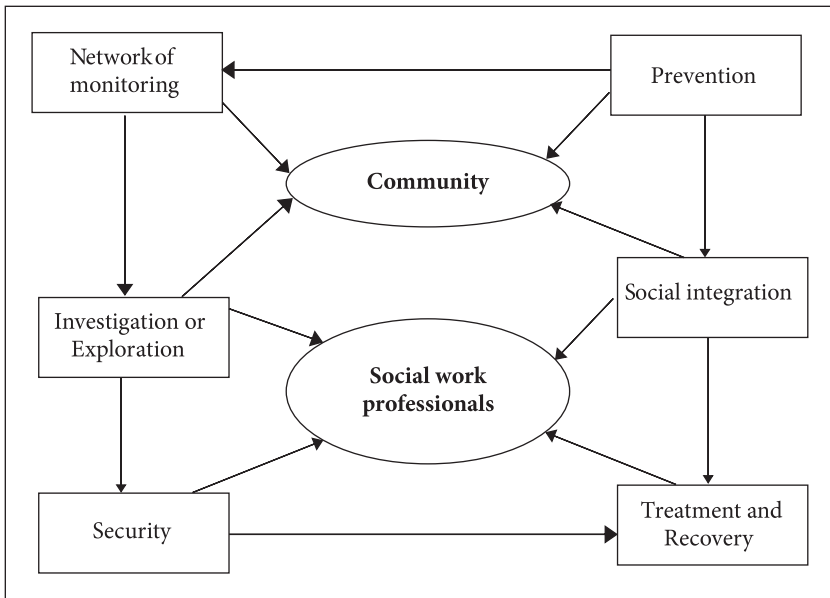 Network of
monitoring
Prevention
Community
Social integration
Investigation or
Exploration
Social work
professionals
Security
Treatment and
Recovery